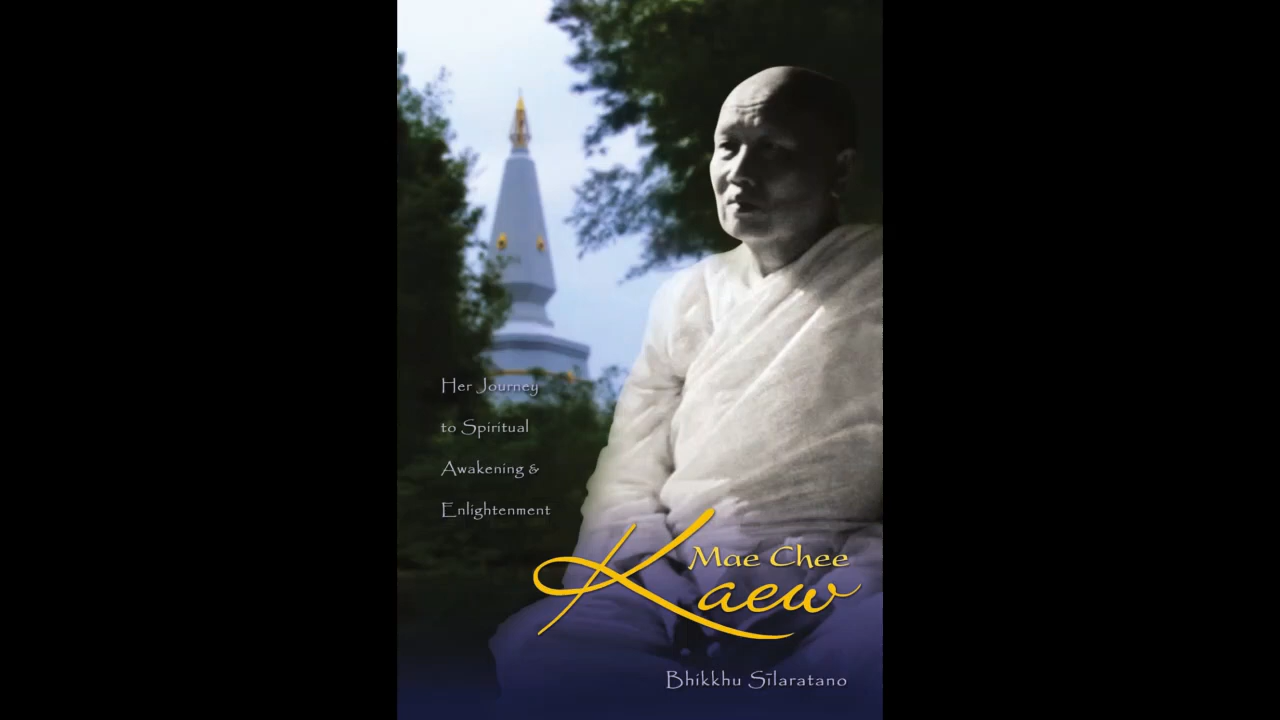 Her Journey
to Spiritual
Awakening &
Enlightenment
Mae Chee
Kaew
Bhikkhu Sīlaratano